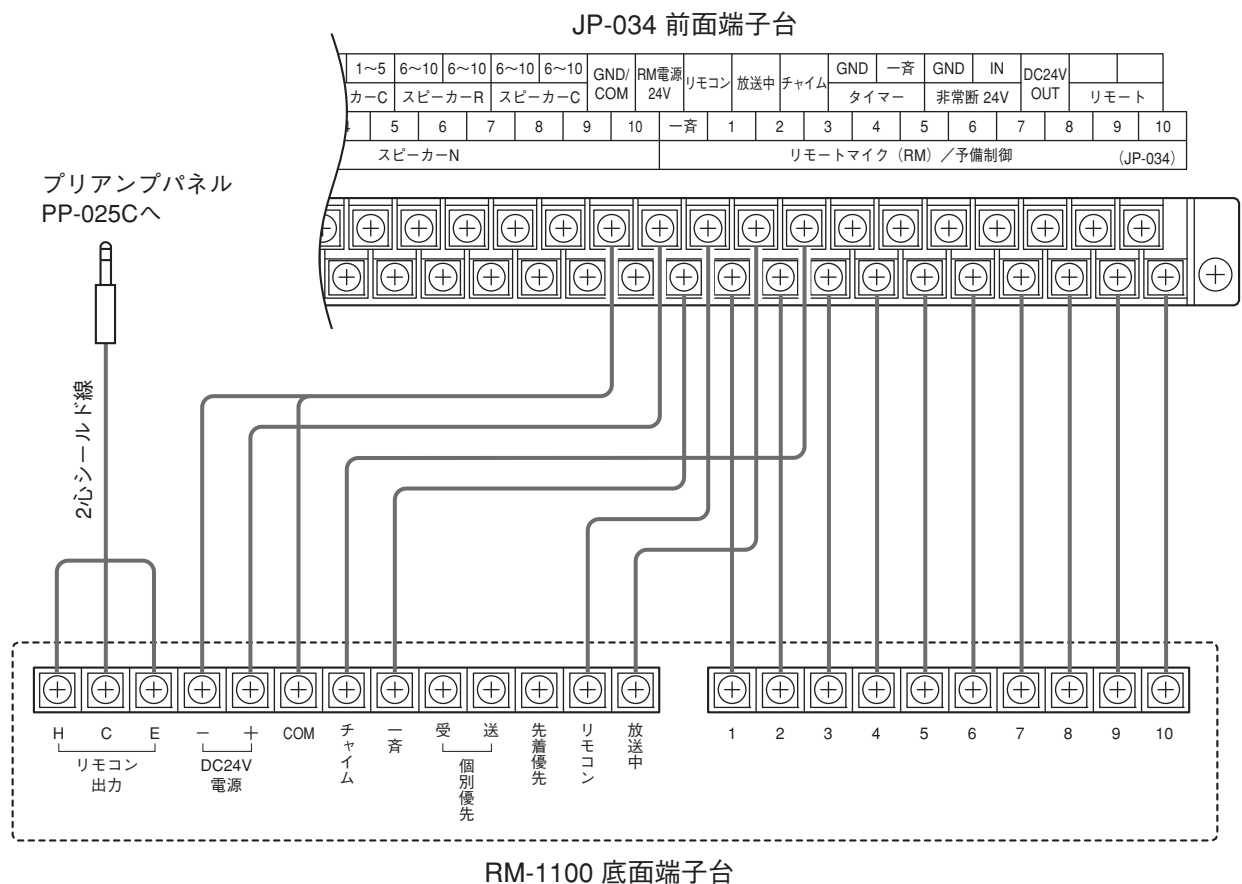 JP-034 前面端子台
1~5 6~10 6~10 6~10 6~10 GND/COM RM電源24V リモコン 放送中 チャイム GND 一斉 GND IN DC24V OUT
カーC スピーカーR スピーカーC タイマー 非常断 24V リモート
5 6 7 8 9 10 一斉 1 2 3 4 5 6 7 8 9 10
スピーカーN リモートマイク(RM)/予備制御 (JP-034)
プリアンプパネル
PP-025Cへ
2心シールド線
H C E − + COM チャイム 一斉 受 送 先着優先 リモコン 放送中 1 2 3 4 5 6 7 8 9 10
リモコン出力 DC24V電源 個別優先
RM-1100 底面端子台